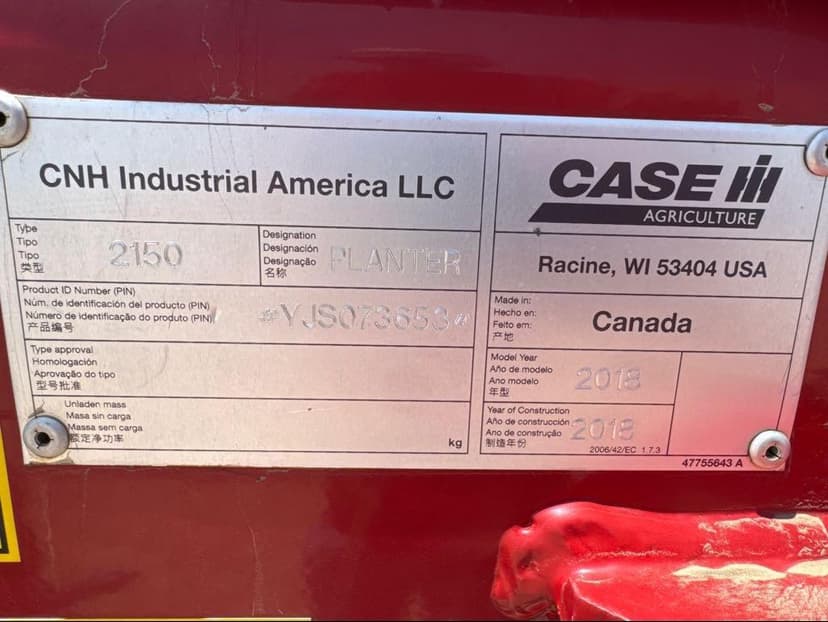 CNH Industrial America LLC
Type
Tipo
Tipo
类型
2150
Designation
Designación
Designação
名称
PLANTER
Product ID Number (PIN)
Núm. de identificación del producto (PIN)
Número de identificação do produto (PIN)
产品编号
*YJS073653*
Type approval
Homologación
Aprovação do tipo
型号批准
Unladen mass
Masa sin carga
Massa sem carga
额定净功率
kg
CASE IH
AGRICULTURE
Racine, WI 53404 USA
Made in:
Hecho en:
Feito em:
产地
Canada
Model Year
Año de modelo
Ano modelo
年型
2018
Year of Construction
Año de construcción
Ano de construção
制造年份
2018
2006/42/EC 1.7.3
47755643 A